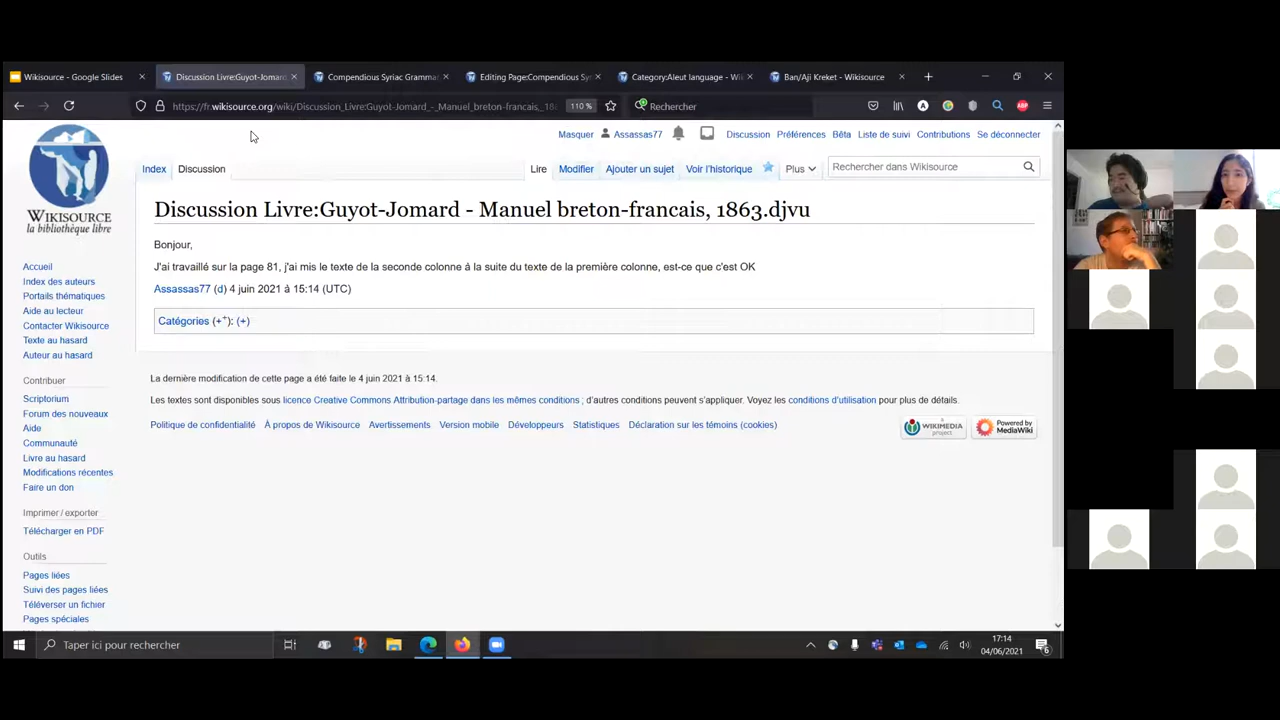 Wikisource - Google Slides
Discussion Livre:Guyot-Jomard
Compendious Syriac Gramma
Editing Page:Compendious Sy
Category:Aleut language - Wi
Ban/Aji Kreket - Wikisource
https://fr.wikisource.org/wiki/Discussion_Livre:Guyot-Jomard_-_Manuel_breton-francais,_18
110 %
Rechercher
ABP
Masquer
Assassas77
Discussion
Préférences
Bêta
Liste de suivi
Contributions
Se déconnecter
Index
Discussion
Lire
Modifier
Ajouter un sujet
Voir l'historique
Plus
Rechercher dans Wikisource
WIKISOURCE
la bibliothèque libre
Discussion Livre:Guyot-Jomard - Manuel breton-francais, 1863.djvu
Bonjour,
J'ai travaillé sur la page 81, j'ai mis le texte de la seconde colonne à la suite du texte de la première colonne, est-ce que c'est OK
Assassas77 (d) 4 juin 2021 à 15:14 (UTC)
Catégories (+⁺): (+)
La dernière modification de cette page a été faite le 4 juin 2021 à 15:14.
Les textes sont disponibles sous licence Creative Commons Attribution-partage dans les mêmes conditions ; d'autres conditions peuvent s'appliquer. Voyez les conditions d'utilisation pour plus de détails.
Politique de confidentialité
À propos de Wikisource
Avertissements
Version mobile
Développeurs
Statistiques
Déclaration sur les témoins (cookies)
WIKIMEDIA
project
Powered by
MediaWiki
Accueil
Index des auteurs
Portails thématiques
Aide au lecteur
Contacter Wikisource
Texte au hasard
Auteur au hasard
Contribuer
Scriptorium
Forum des nouveaux
Aide
Communauté
Livre au hasard
Modifications récentes
Faire un don
Imprimer / exporter
Télécharger en PDF
Outils
Pages liées
Suivi des pages liées
Téléverser un fichier
Pages spéciales
Taper ici pour rechercher
17:14
04/06/2021
6